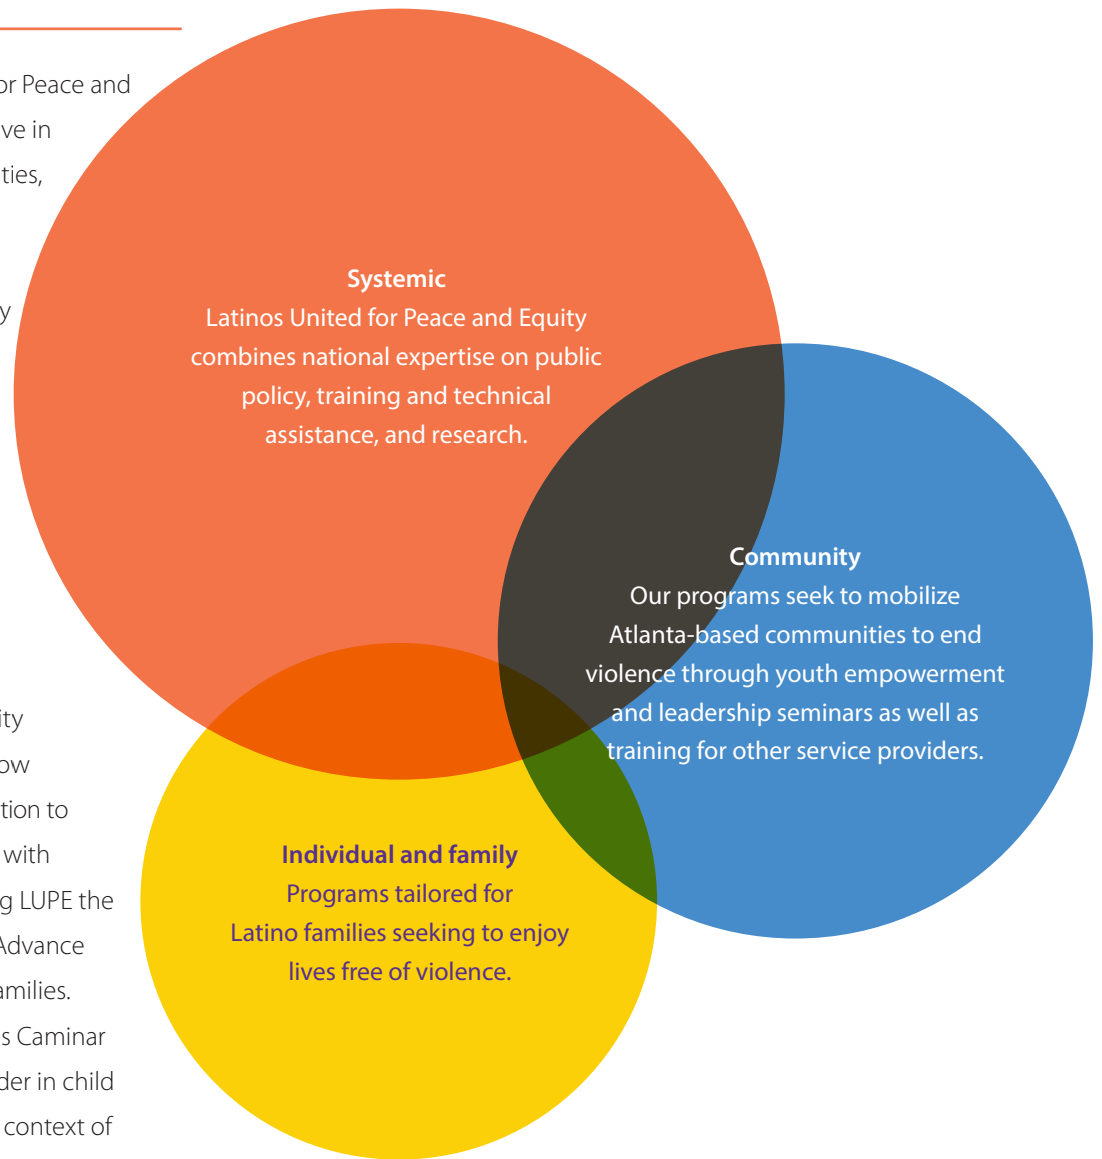 or Peace and
ve in
ties,
y
ity
ow
tion to
with
g LUPE the
Advance
amilies.
s Caminar
der in child
context of
Systemic
Latinos United for Peace and Equity
combines national expertise on public
policy, training and technical
assistance, and research.
Community
Our programs seek to mobilize
Atlanta-based communities to end
violence through youth empowerment
and leadership seminars as well as
training for other service providers.
Individual and family
Programs tailored for
Latino families seeking to enjoy
lives free of violence.